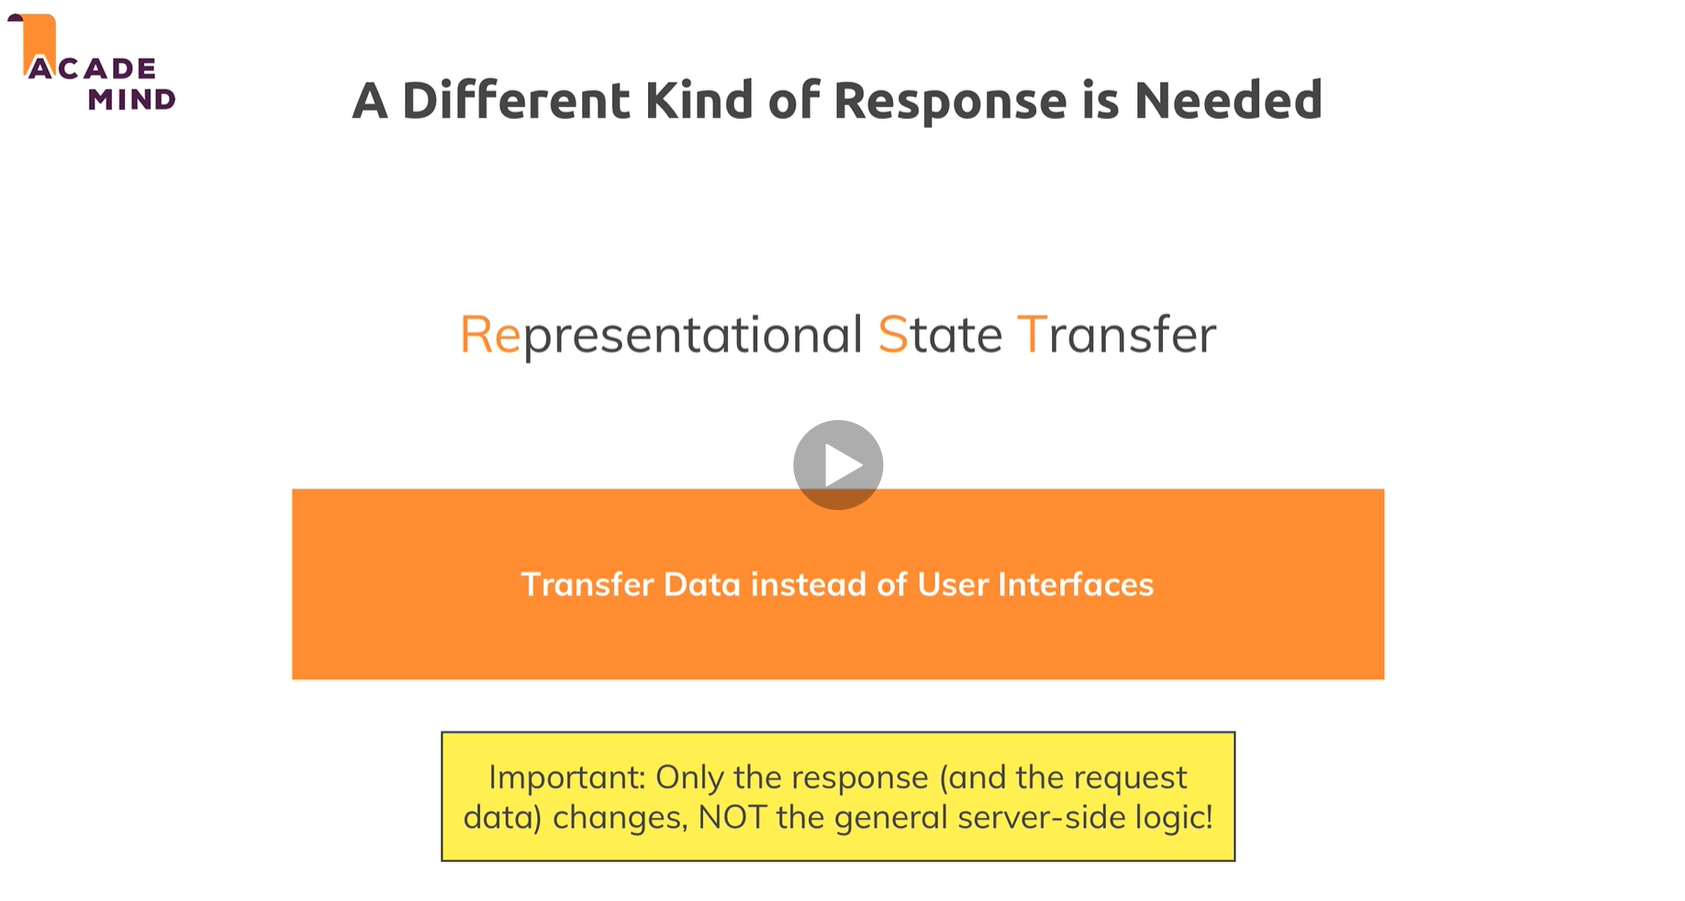 ACADE
MIND
A Different Kind of Response is Needed
Representational State Transfer
Transfer Data instead of User Interfaces
Important: Only the response (and the request
data) changes, NOT the general server-side logic!